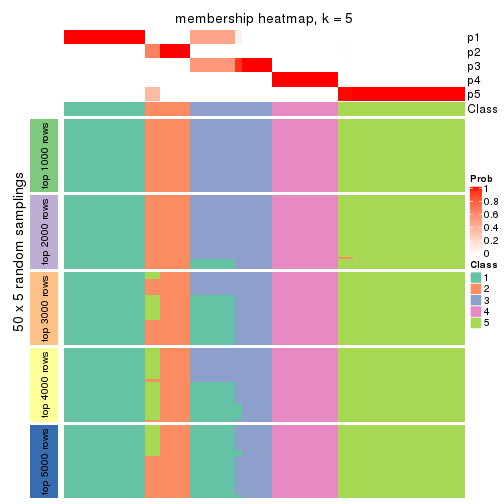 membership heatmap, k = 5
p1
p2
p3
p4
p5
Class
50 x 5 random samplings
top 1000 rows
top 2000 rows
top 3000 rows
top 4000 rows
top 5000 rows
Prob
1
0.8
0.6
0.4
0.2
0
Class
1
2
3
4
5